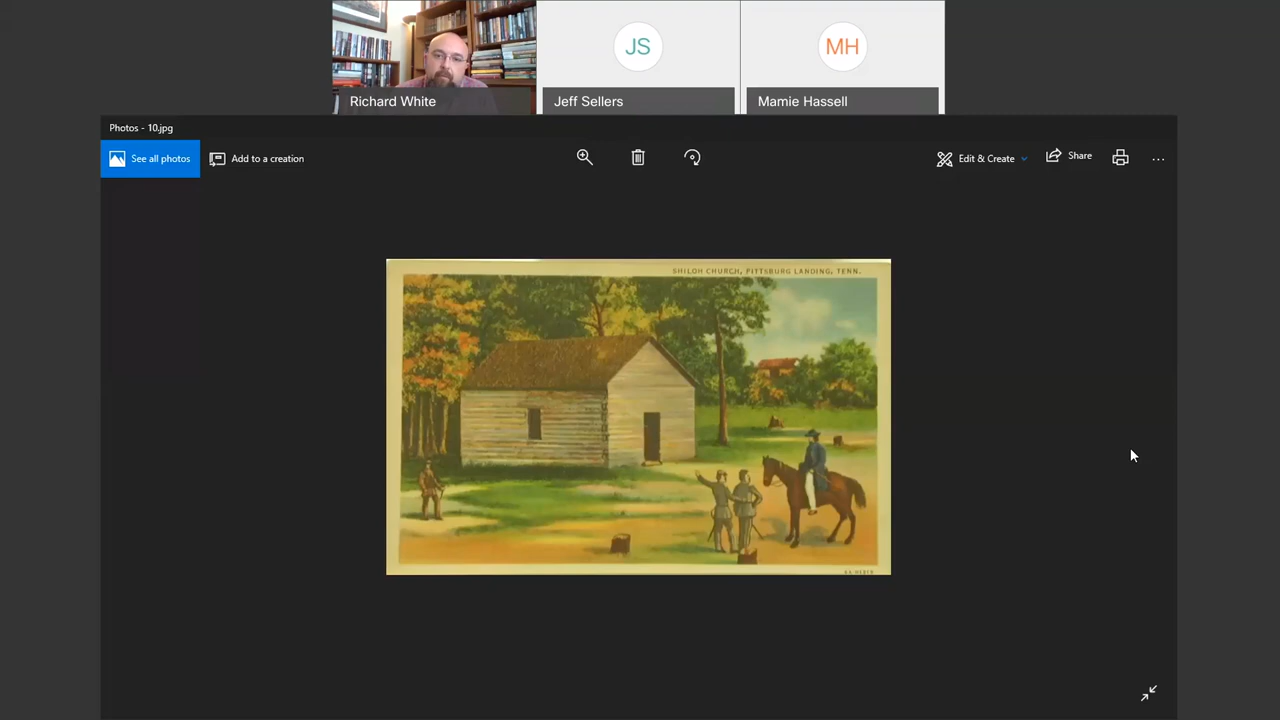 JS
MH
Richard White
Jeff Sellers
Mamie Hassell
Photos - 10.jpg
See all photos
Add to a creation
Edit & Create
Share
SHILOH CHURCH, PITTSBURG LANDING, TENN.